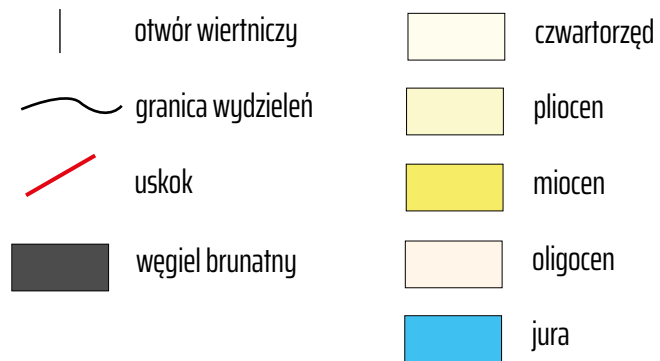 otwór wiertniczy
granica wydzieleń
uskok
węgiel brunatny
czwartorzęd
pliocen
miocen
oligocen
jura